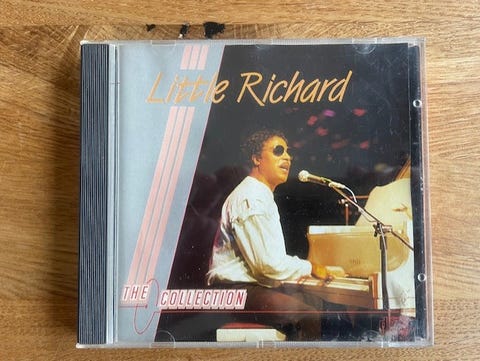 Little Richard
THE COLLECTION